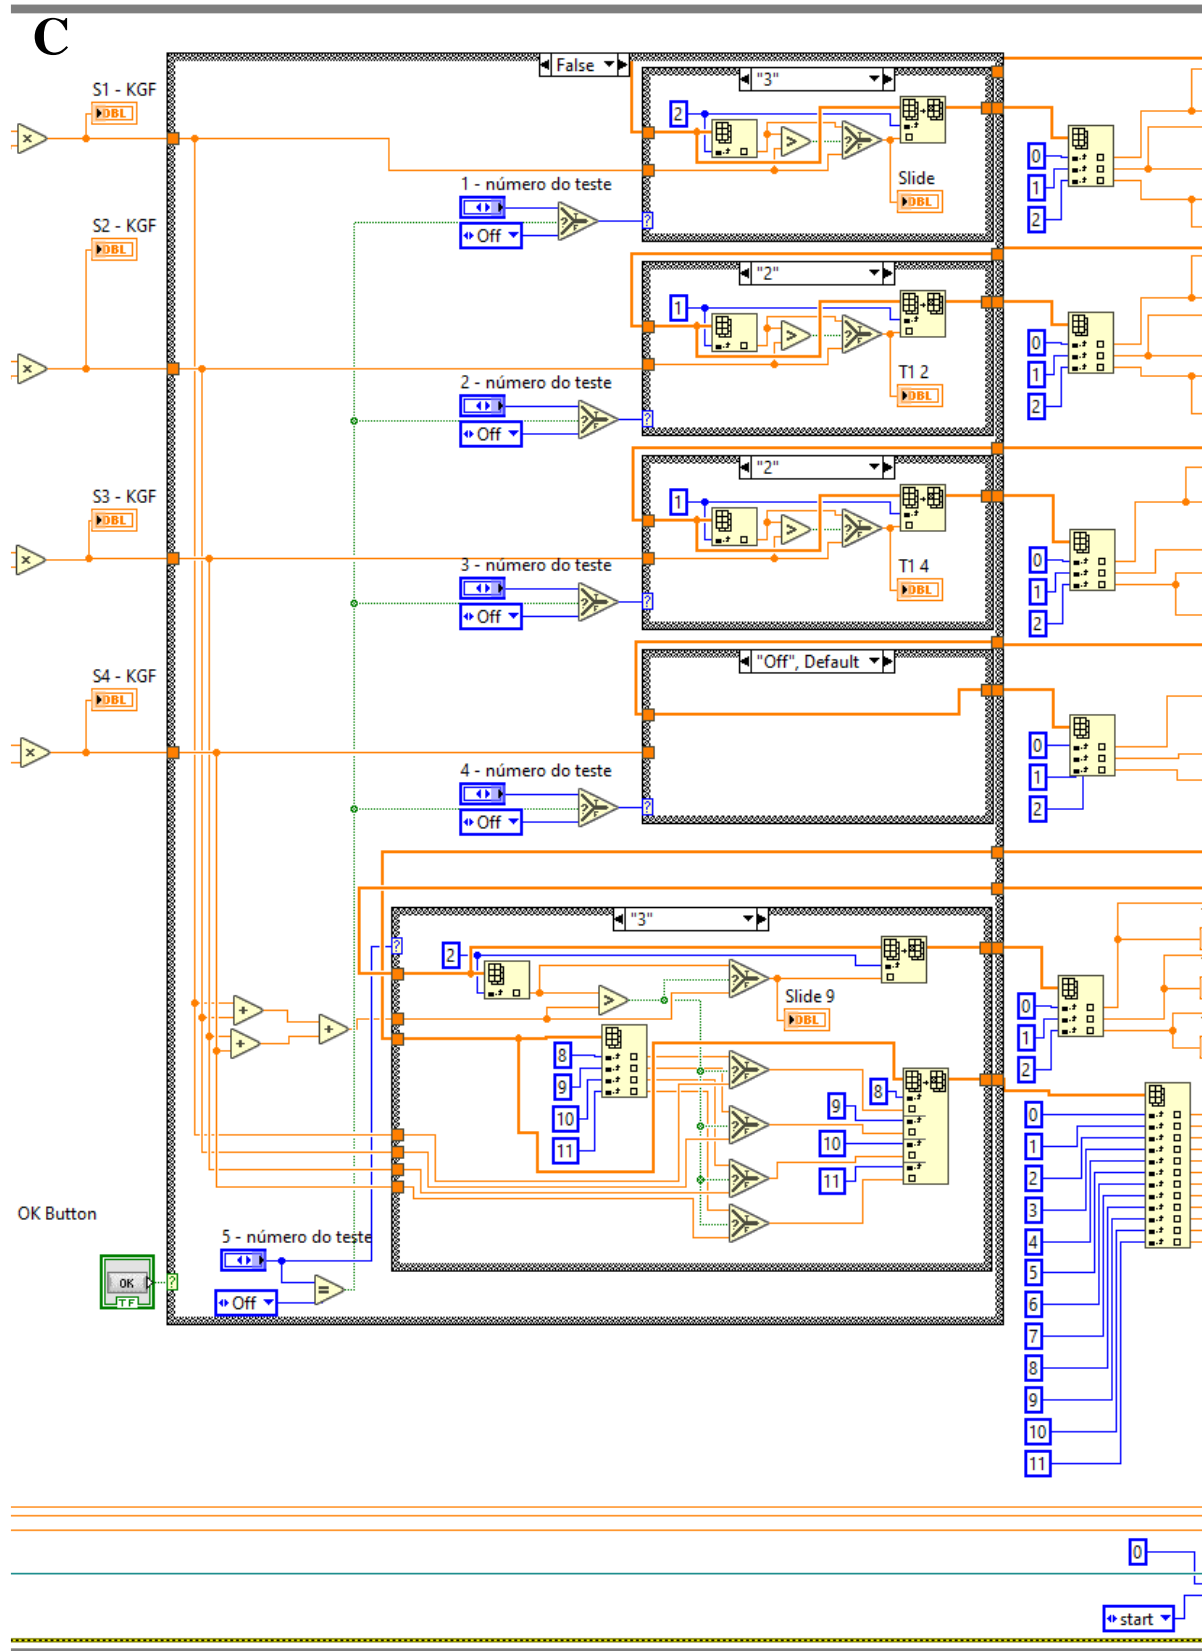 C
False
S1 - KGF
DBL
"3"
2
Slide
DBL
0
1
2
1 - número do teste
Off
S2 - KGF
DBL
"2"
1
T1 2
DBL
0
1
2
2 - número do teste
Off
S3 - KGF
DBL
"2"
1
T1 4
DBL
0
1
2
3 - número do teste
Off
S4 - KGF
DBL
"Off", Default
0
1
2
4 - número do teste
Off
"3"
2
Slide 9
DBL
0
1
2
8
9
10
11
8
9
10
11
OK Button
OK
TF
5 - número do teste
Off
0
1
2
3
4
5
6
7
8
9
10
11
0
start